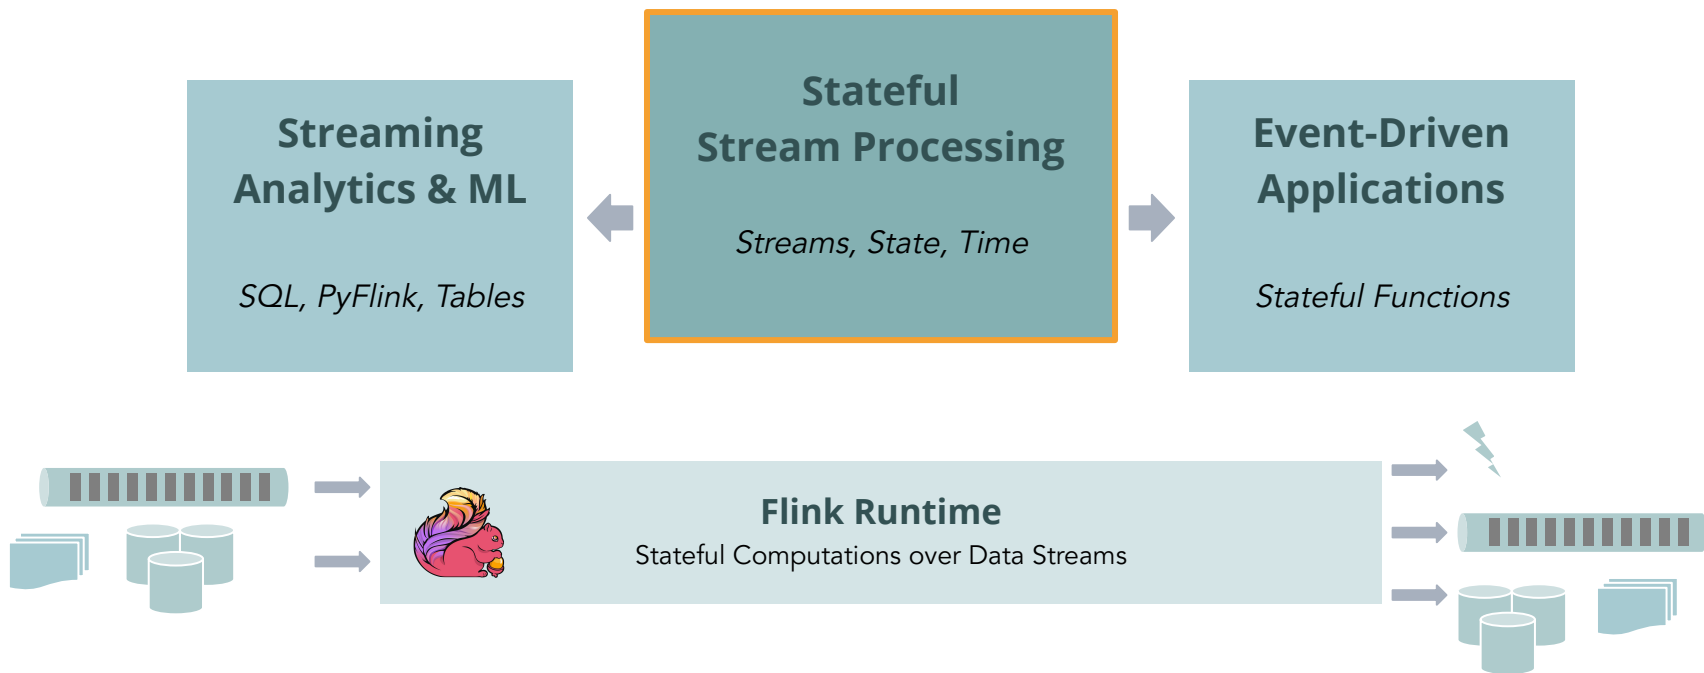 Streaming
Analytics & ML
SQL, PyFlink, Tables
Stateful
Stream Processing
Streams, State, Time
Event-Driven
Applications
Stateful Functions
Flink Runtime
Stateful Computations over Data Streams